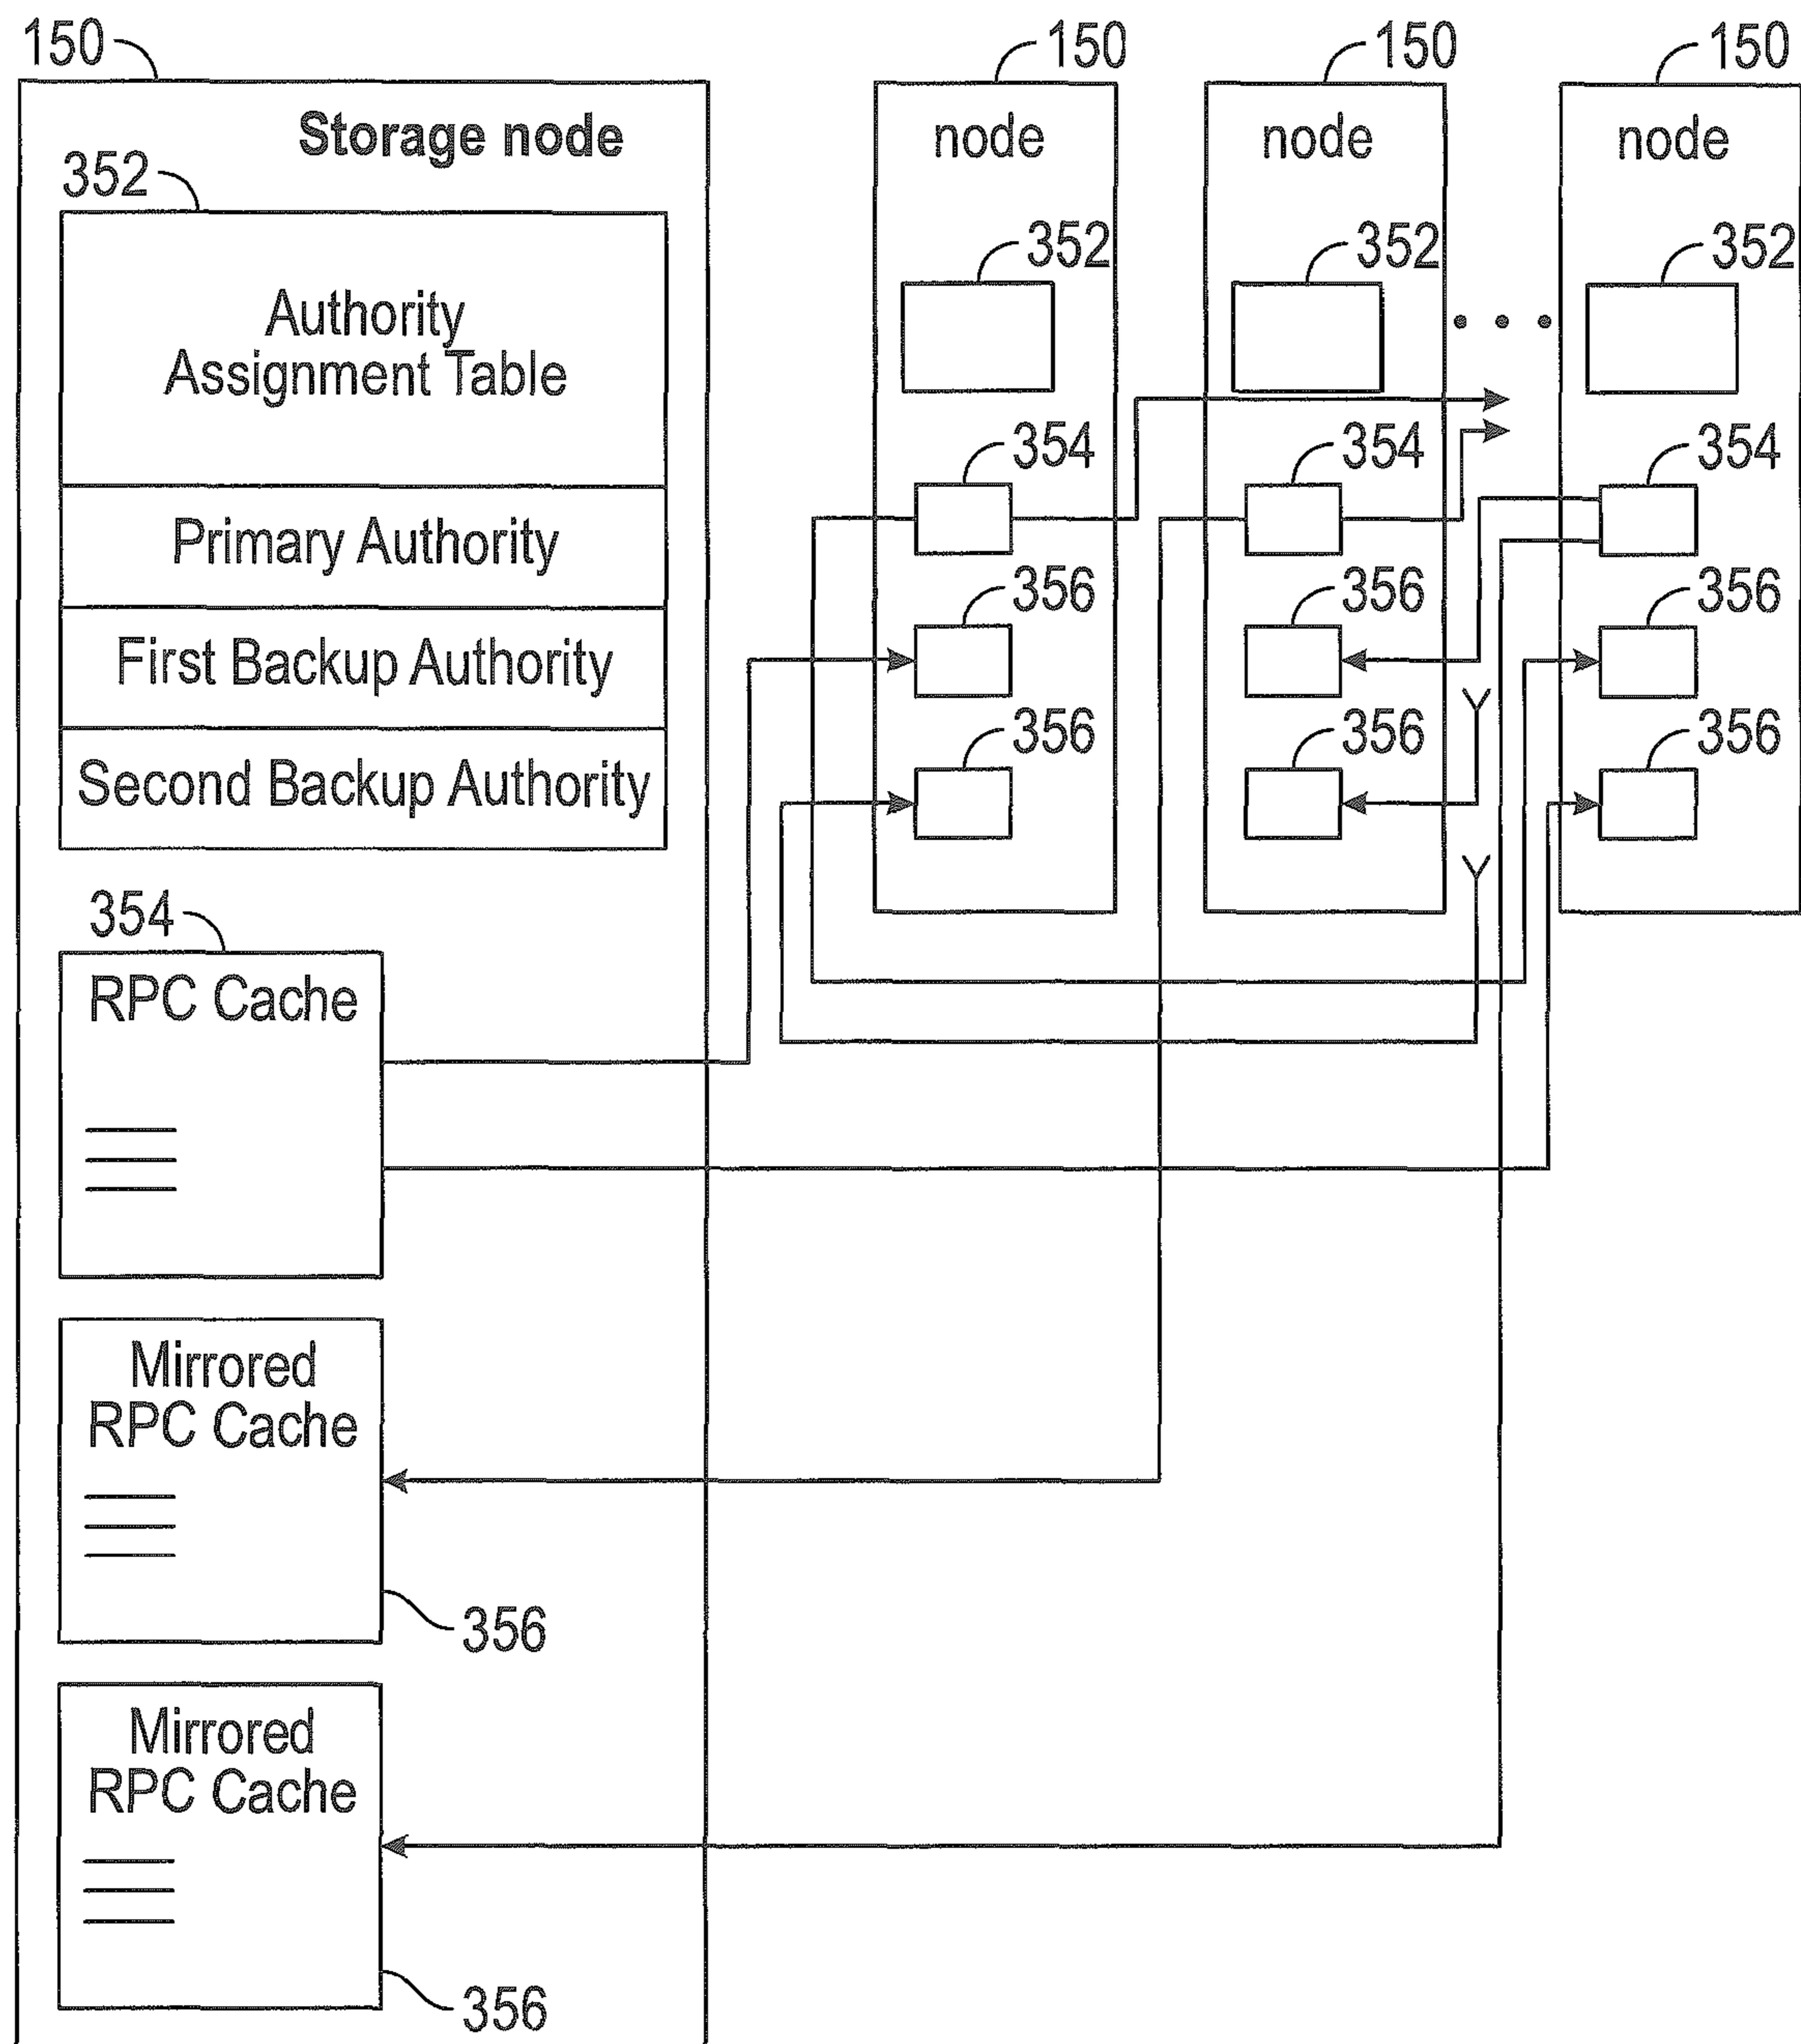 150
150
150
150
Storage node
node
node
node
352
352
352
352
Authority
Assignment Table
354
354
354
Primary Authority
356
356
356
First Backup Authority
356
356
356
Second Backup Authority
354
RPC Cache
Mirrored
RPC Cache
356
Mirrored
RPC Cache
356